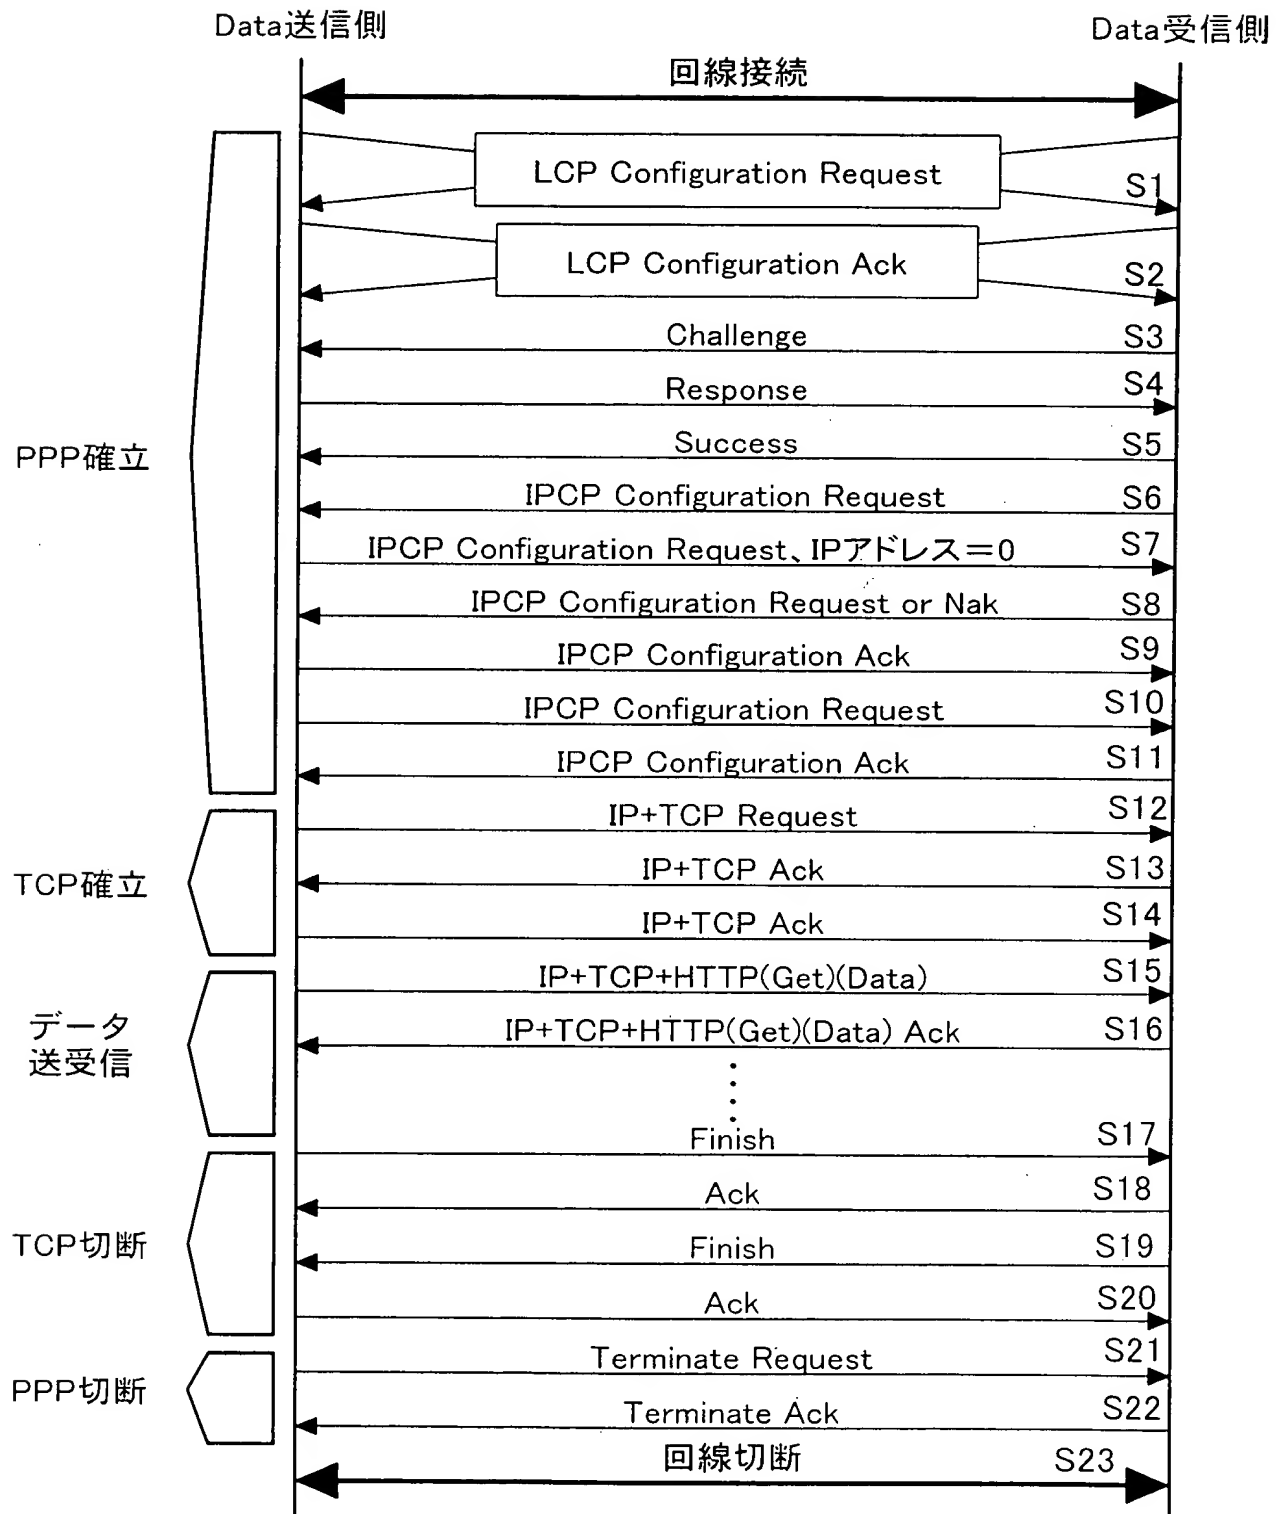 Data送信側
Data受信側
回線接続
LCP Configuration Request
S1
LCP Configuration Ack
S2
Challenge
S3
Response
S4
PPP確立
Success
S5
IPCP Configuration Request
S6
IPCP Configuration Request、IPアドレス=0
S7
IPCP Configuration Request or Nak
S8
IPCP Configuration Ack
S9
IPCP Configuration Request
S10
IPCP Configuration Ack
S11
IP+TCP Request
S12
TCP確立
IP+TCP Ack
S13
IP+TCP Ack
S14
IP+TCP+HTTP(Get)(Data)
S15
データ
送受信
IP+TCP+HTTP(Get)(Data) Ack
S16
Finish
S17
Ack
S18
TCP切断
Finish
S19
Ack
S20
Terminate Request
S21
PPP切断
Terminate Ack
S22
回線切断
S23